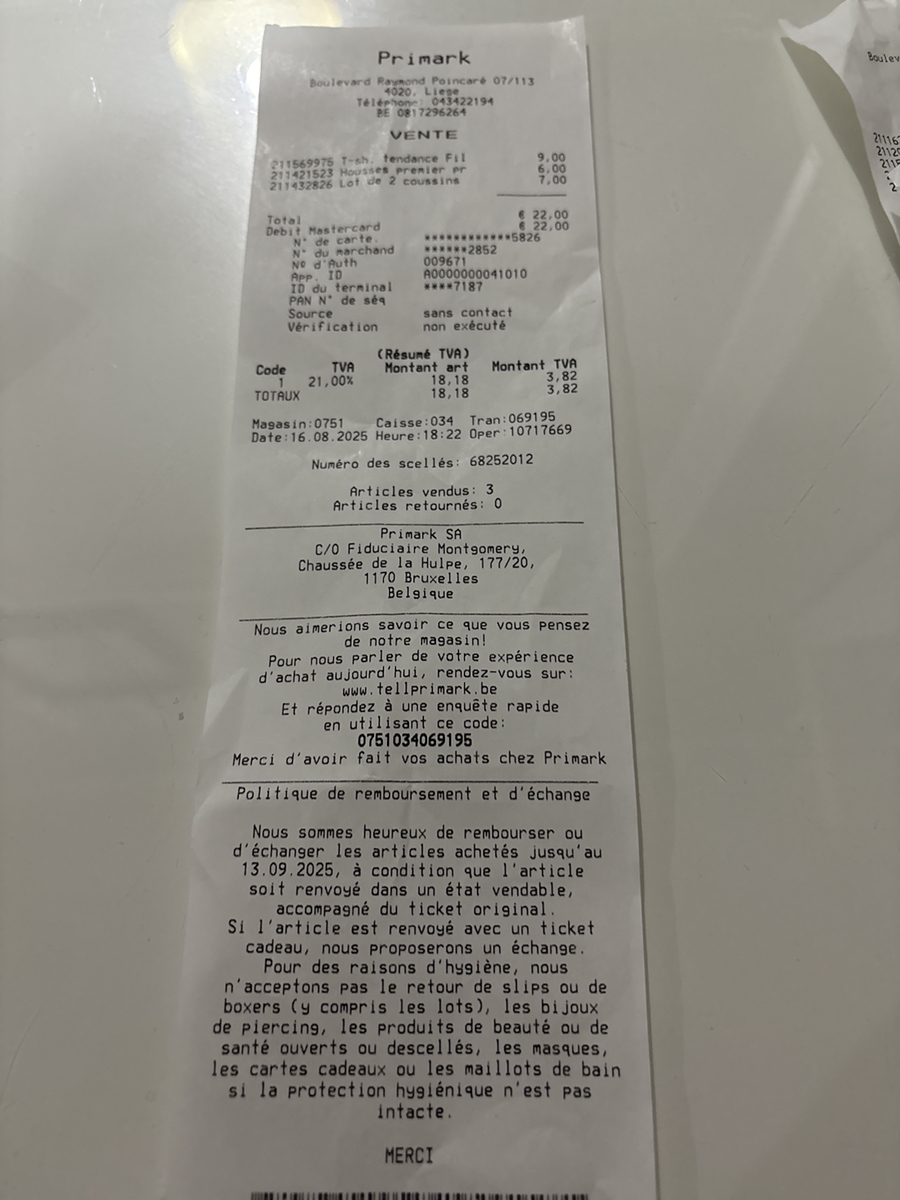 Primark
Boulevard Raymond Poincaré 07/113
4020, Liege
Téléphone: 043422194
BE 0817296264
VENTE
211569975 T-sh. tendance Fil 9,00
211421523 Housses premier pr 6,00
211432826 Lot de 2 coussins 7,00
Total € 22,00
Debit Mastercard € 22,00
N° de carte. ************5826
N° du marchand ******2852
Nº d'Auth 009671
App. ID A0000000041010
ID du terminal ****7187
PAN N° de séq
Source sans contact
Vérification non exécuté
(Résumé TVA)
Code TVA Montant art Montant TVA
1 21,00% 18,18 3,82
TOTAUX 18,18 3,82
Magasin:0751 Caisse:034 Tran:069195
Date:16.08.2025 Heure:18:22 Oper:10717669
Numéro des scellés: 68252012
Articles vendus: 3
Articles retournés: 0
Primark SA
C/O Fiduciaire Montgomery,
Chaussée de la Hulpe, 177/20,
1170 Bruxelles
Belgique
Nous aimerions savoir ce que vous pensez
de notre magasin!
Pour nous parler de votre expérience
d'achat aujourd'hui, rendez-vous sur:
www.tellprimark.be
Et répondez à une enquête rapide
en utilisant ce code:
0751034069195
Merci d'avoir fait vos achats chez Primark
Politique de remboursement et d'échange
Nous sommes heureux de rembourser ou
d'échanger les articles achetés jusqu'au
13.09.2025, à condition que l'article
soit renvoyé dans un état vendable,
accompagné du ticket original.
Si l'article est renvoyé avec un ticket
cadeau, nous proposerons un échange.
Pour des raisons d'hygiène, nous
n'acceptons pas le retour de slips ou de
boxers (y compris les lots), les bijoux
de piercing, les produits de beauté ou de
santé ouverts ou descellés, les masques,
les cartes cadeaux ou les maillots de bain
si la protection hygiénique n'est pas
intacte.
MERCI